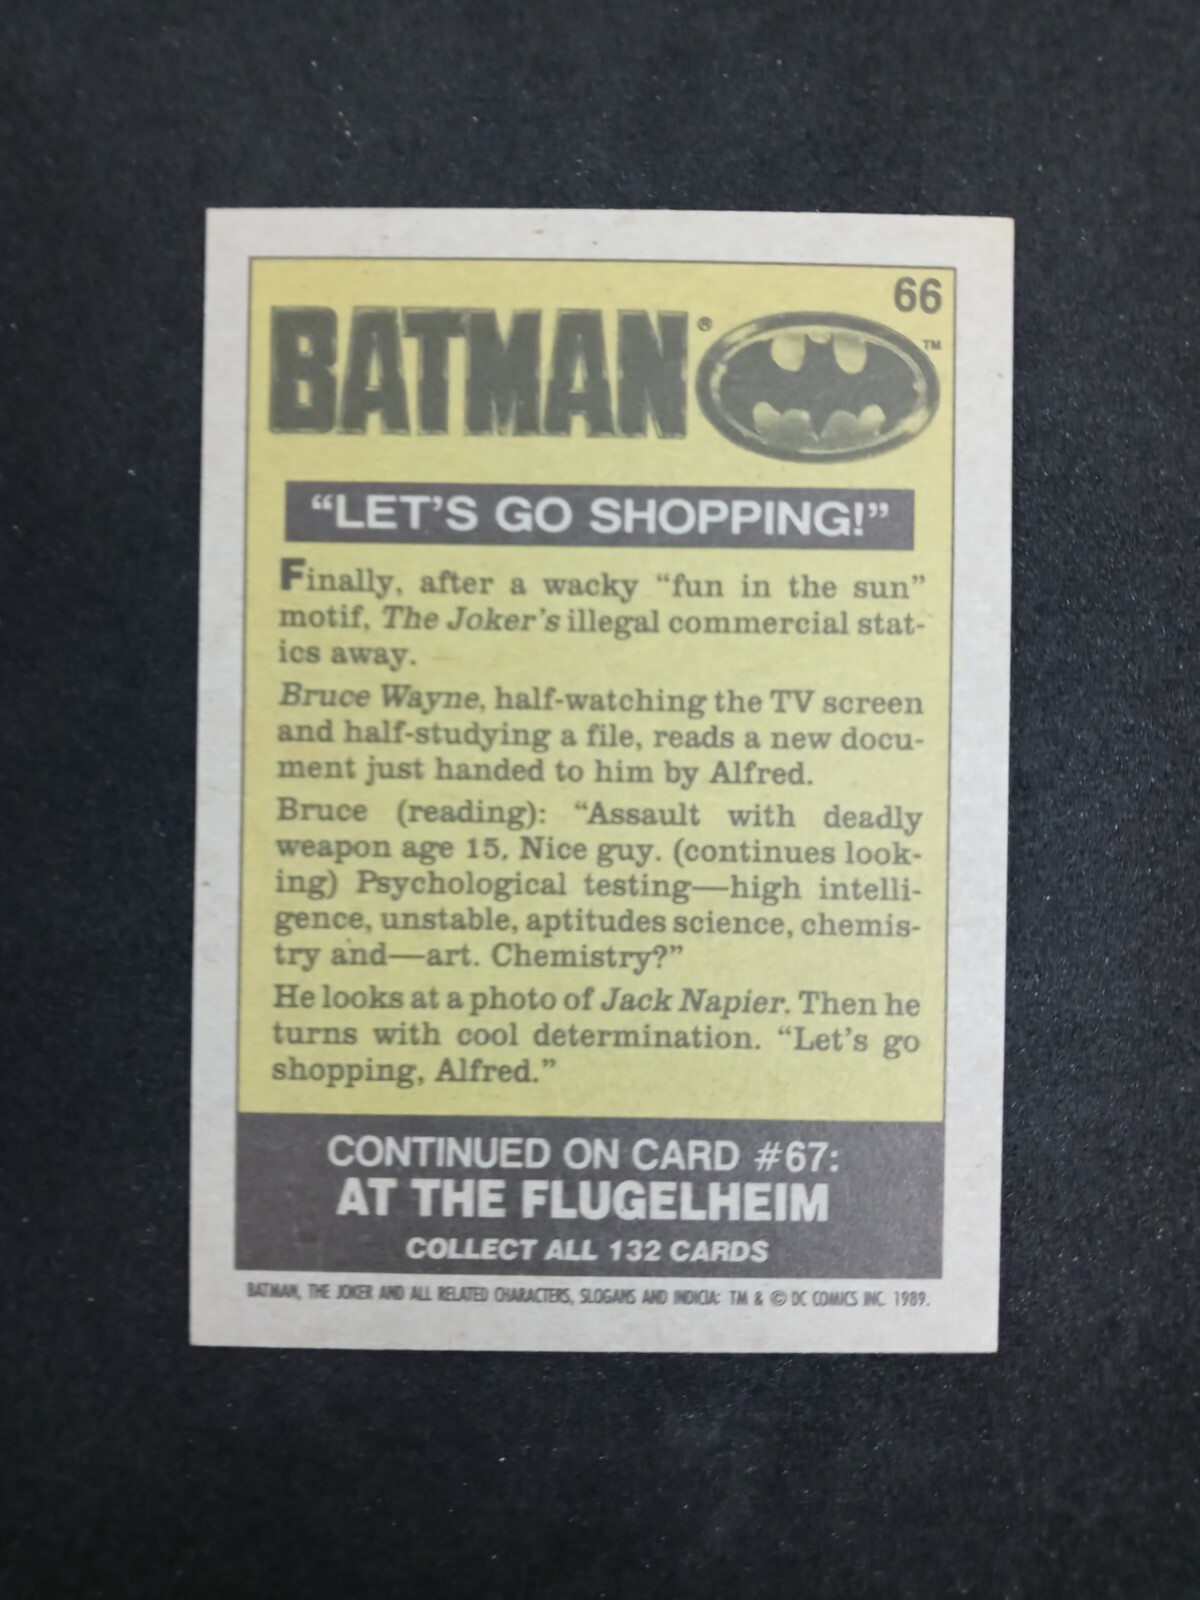 66
BATMAN®
TM
“LET’S GO SHOPPING!”
Finally, after a wacky “fun in the sun”
motif, The Joker’s illegal commercial stat-
ics away.
Bruce Wayne, half-watching the TV screen
and half-studying a file, reads a new docu-
ment just handed to him by Alfred.
Bruce (reading): “Assault with deadly
weapon age 15. Nice guy. (continues look-
ing) Psychological testing—high intelli-
gence, unstable, aptitudes science, chemis-
try and—art. Chemistry?”
He looks at a photo of Jack Napier. Then he
turns with cool determination. “Let’s go
shopping, Alfred.”
CONTINUED ON CARD #67:
AT THE FLUGELHEIM
COLLECT ALL 132 CARDS
BATMAN, THE JOKER AND ALL RELATED CHARACTERS, SLOGANS AND INDICIA: TM & © DC COMICS INC. 1989.